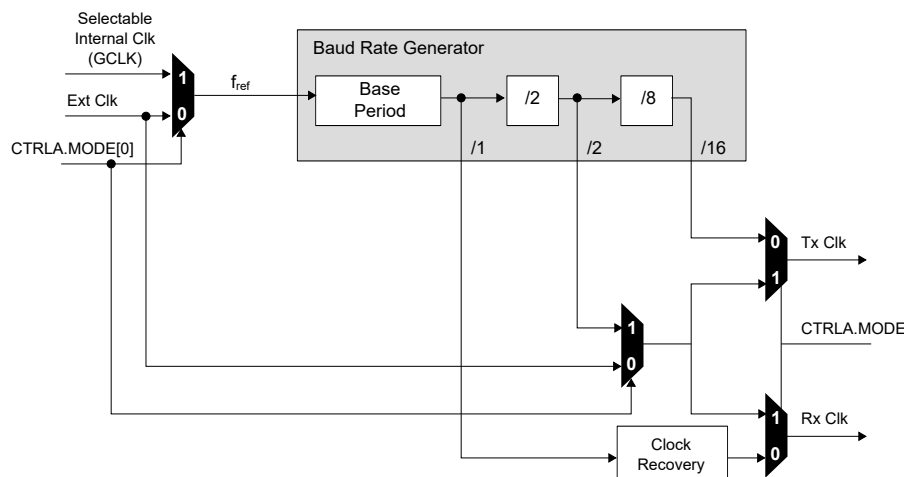 Selectable
Internal Clk
(GCLK)
Baud Rate Generator
1
fref
Base
Period
/2
/8
Ext Clk
0
CTRLA.MODE[0]
/1
/2
/16
0
Tx Clk
1
1
CTRLA.MODE
0
1
Rx Clk
Clock
Recovery
0